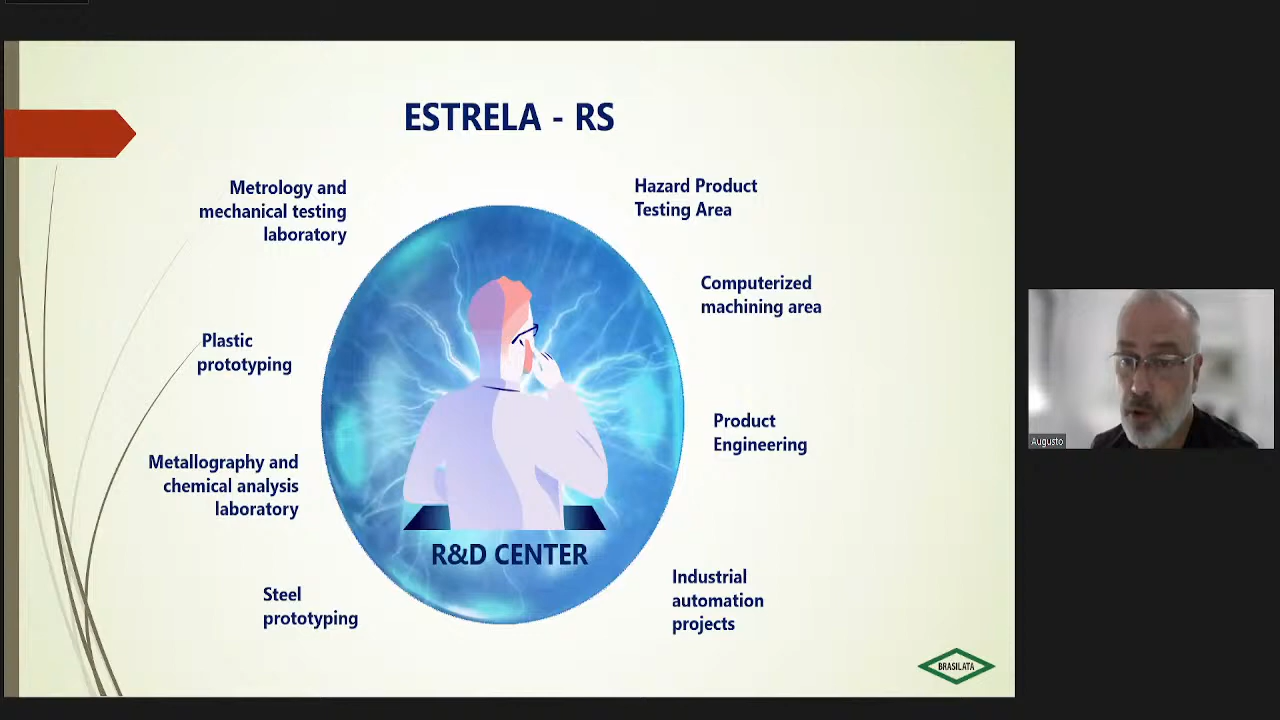 ESTRELA - RS
Metrology and
mechanical testing
laboratory
Hazard Product
Testing Area
Computerized
machining area
Plastic
prototyping
Product
Engineering
Metallography and
chemical analysis
laboratory
R&D CENTER
Industrial
automation
projects
Steel
prototyping
BRASILATA
Augusto